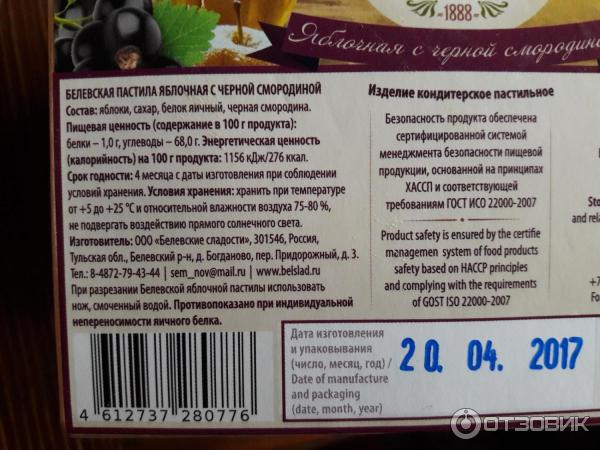 1888
Яблочная с черной смородино
БЕЛЕВСКАЯ ПАСТИЛА ЯБЛОЧНАЯ С ЧЕРНОЙ СМОРОДИНОЙ
Состав: яблоки, сахар, белок яичный, черная смородина.
Пищевая ценность (содержание в 100 г продукта):
белки – 1,0 г, углеводы – 68,0 г. Энергетическая ценность
(калорийность) на 100 г продукта: 1156 кДж/276 ккал.
Срок годности: 4 месяца с даты изготовления при соблюдении
условий хранения. Условия хранения: хранить при температуре
от +5 до +25 °С и относительной влажности воздуха 75-80 %,
не подвергать воздействию прямого солнечного света.
Изготовитель: ООО «Белевские сладости», 301546, Россия,
Тульская обл., Белевский р-н, д. Богданово, пер. Придорожный, д. 3.
Тел.: 8-4872-79-43-44 | sem_nov@mail.ru | www.belslad.ru
При разрезании Белевской яблочной пастилы использовать
нож, смоченный водой. Противопоказано при индивидуальной
непереносимости яичного белка.
4 612737 280776
Изделие кондитерское пастильное
Безопасность продукта обеспечена
сертифицированной системой
менеджмента безопасности пищевой
продукции, основанной на принципах
ХАССП и соответствующей
требованиям ГОСТ ИСО 22000-2007
Product safety is ensured by the certifie
managemen system of food products
safety based on HACCP principles
and complying with the requirements
of GOST ISO 22000-2007
Дата изготовления
и упаковывания
(число, месяц, год) /
Date of manufacture
and packaging
(date, month, year)
20. 04. 2017
Sto
and rela
+7
Fo
ОТЗОВИК